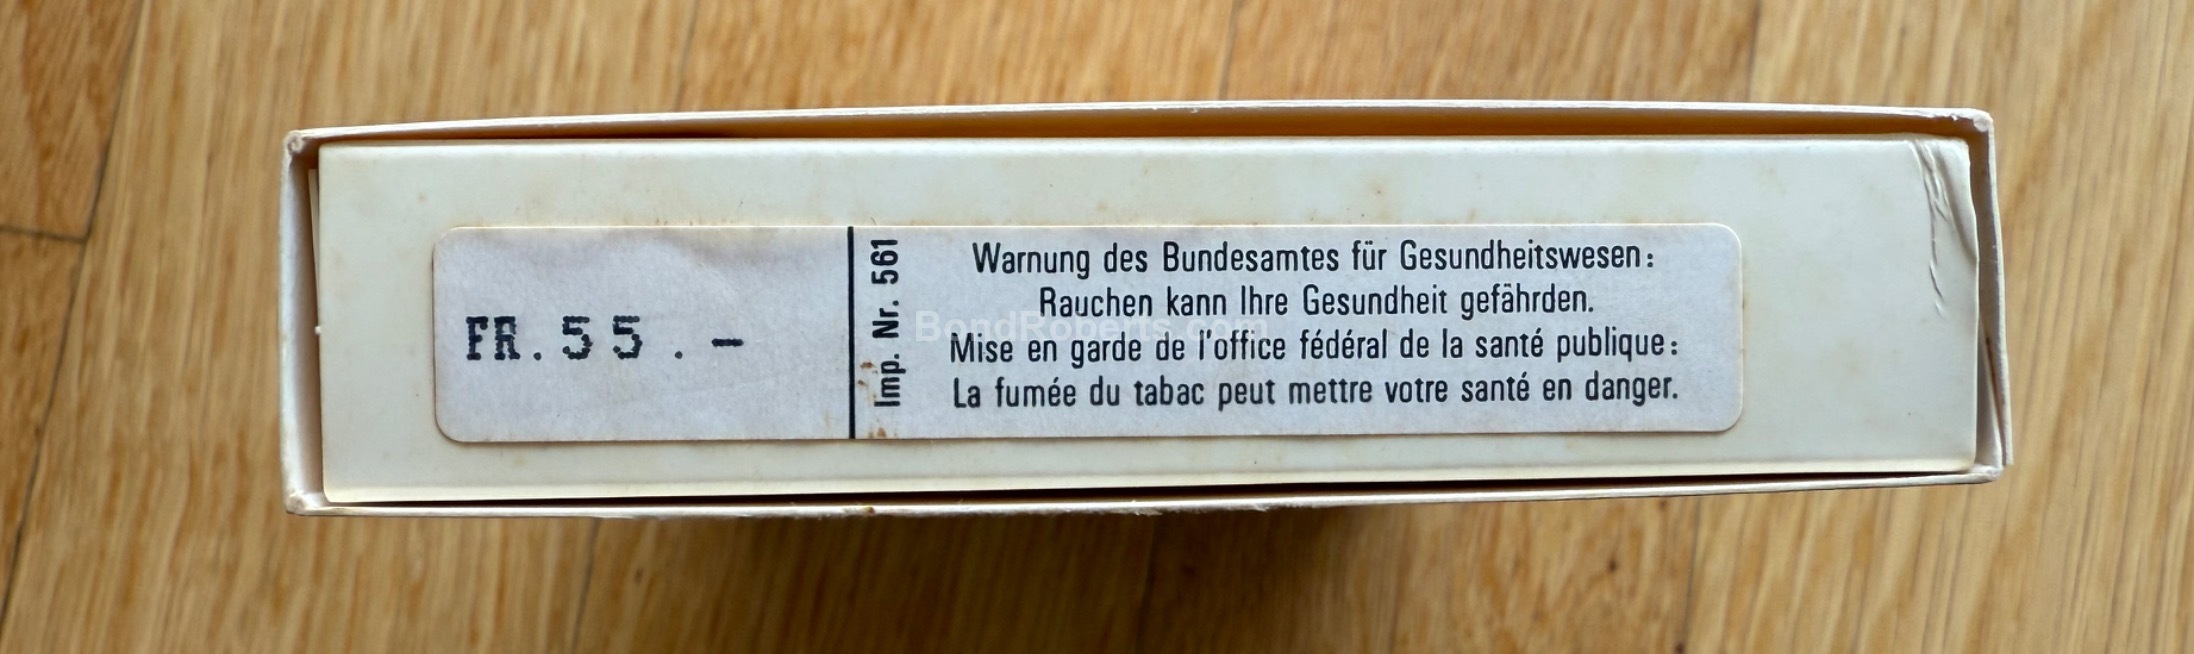 FR.55.-
Imp. Nr. 561
Warnung des Bundesamtes für Gesundheitswesen:
Rauchen kann Ihre Gesundheit gefährden.
Mise en garde de l'office fédéral de la santé publique:
La fumée du tabac peut mettre votre santé en danger.
BondRoberts.com